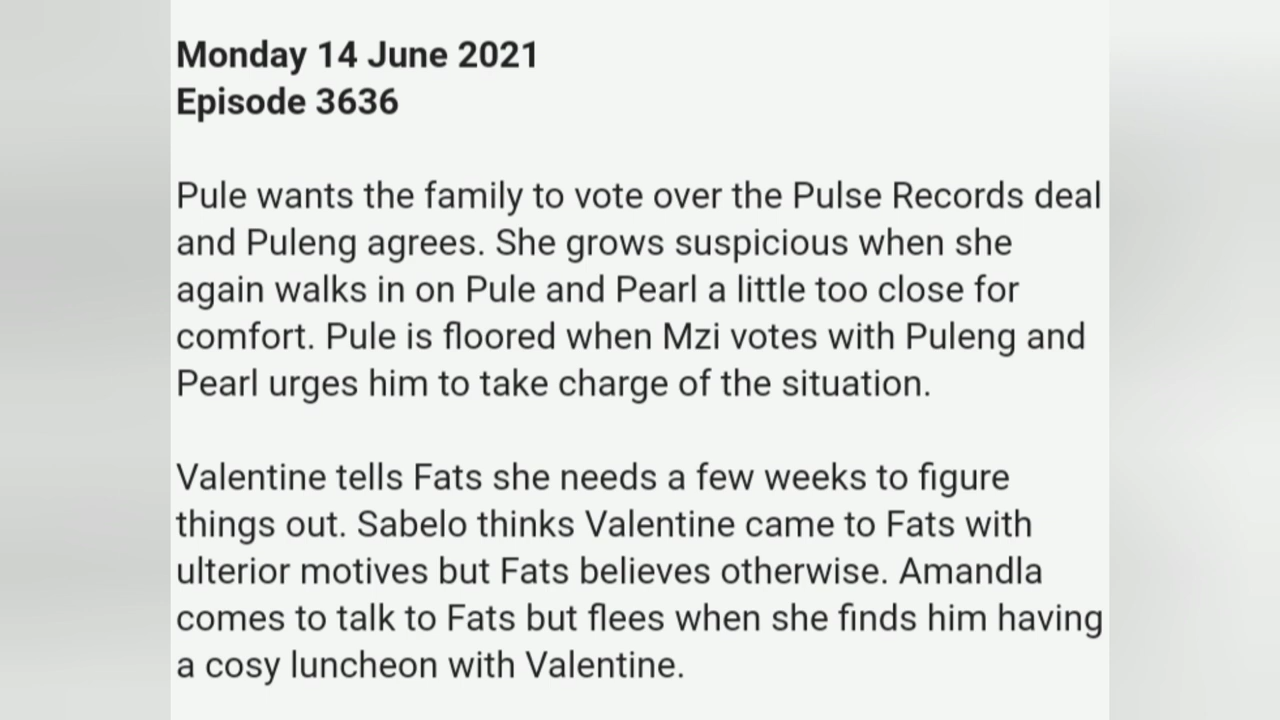 Monday 14 June 2021
Episode 3636
Pule wants the family to vote over the Pulse Records deal
and Puleng agrees. She grows suspicious when she
again walks in on Pule and Pearl a little too close for
comfort. Pule is floored when Mzi votes with Puleng and
Pearl urges him to take charge of the situation.
Valentine tells Fats she needs a few weeks to figure
things out. Sabelo thinks Valentine came to Fats with
ulterior motives but Fats believes otherwise. Amandla
comes to talk to Fats but flees when she finds him having
a cosy luncheon with Valentine.